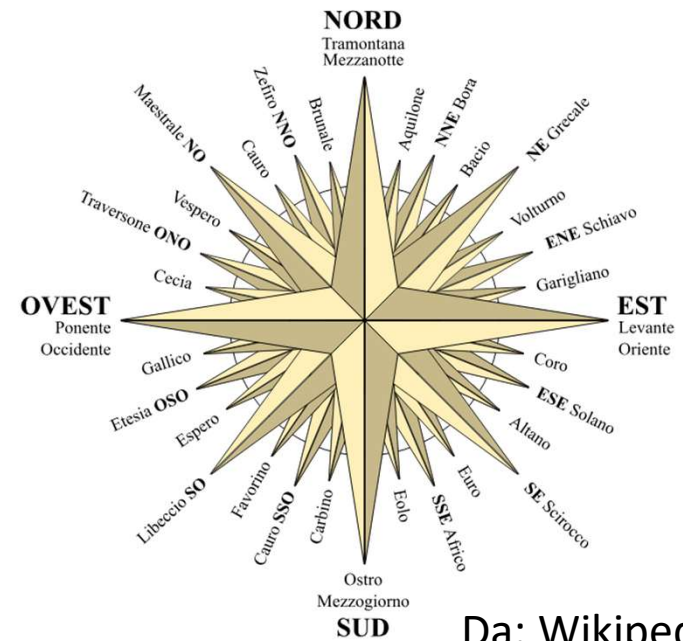 NORD
Tramontana
Mezzanotte
Brunale
Aquilone
Zefiro NNO
NNE Bora
Cauro
Bacio
Maestrale NO
NE Grecale
Vespero
Volturno
Traversone ONO
ENE Schiavo
Cecia
Garigliano
OVEST
Ponente
Occidente
EST
Levante
Oriente
Gallico
Coro
Etesia OSO
ESE Solano
Espero
Altano
Libeccio SO
SE Scirocco
Favorino
Euro
Cauro SSO
SSE Africo
Carbino
Eolo
Ostro
Mezzogiorno
SUD
Da: Wikiped